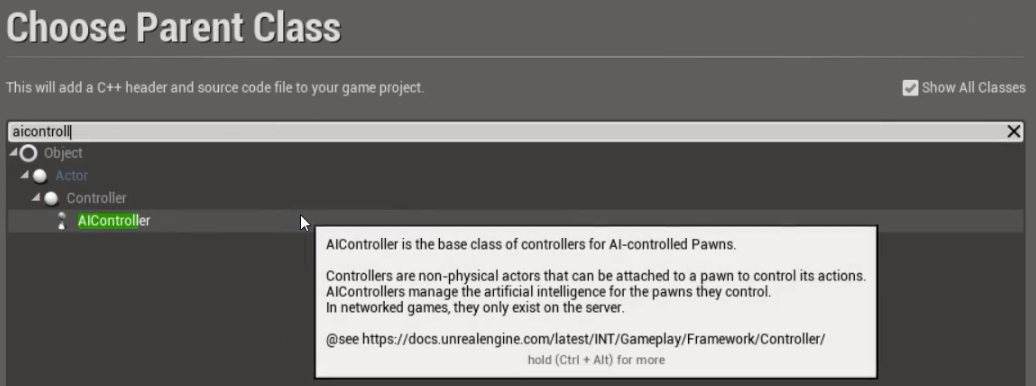 Choose Parent Class
This will add a C++ header and source code file to your game project.
Show All Classes
aicontroll
Object
Actor
Controller
AIController
AIController is the base class of controllers for AI-controlled Pawns.
Controllers are non-physical actors that can be attached to a pawn to control its actions.
AIControllers manage the artificial intelligence for the pawns they control.
In networked games, they only exist on the server.
@see https://docs.unrealengine.com/latest/INT/Gameplay/Framework/Controller/
hold (Ctrl + Alt) for more